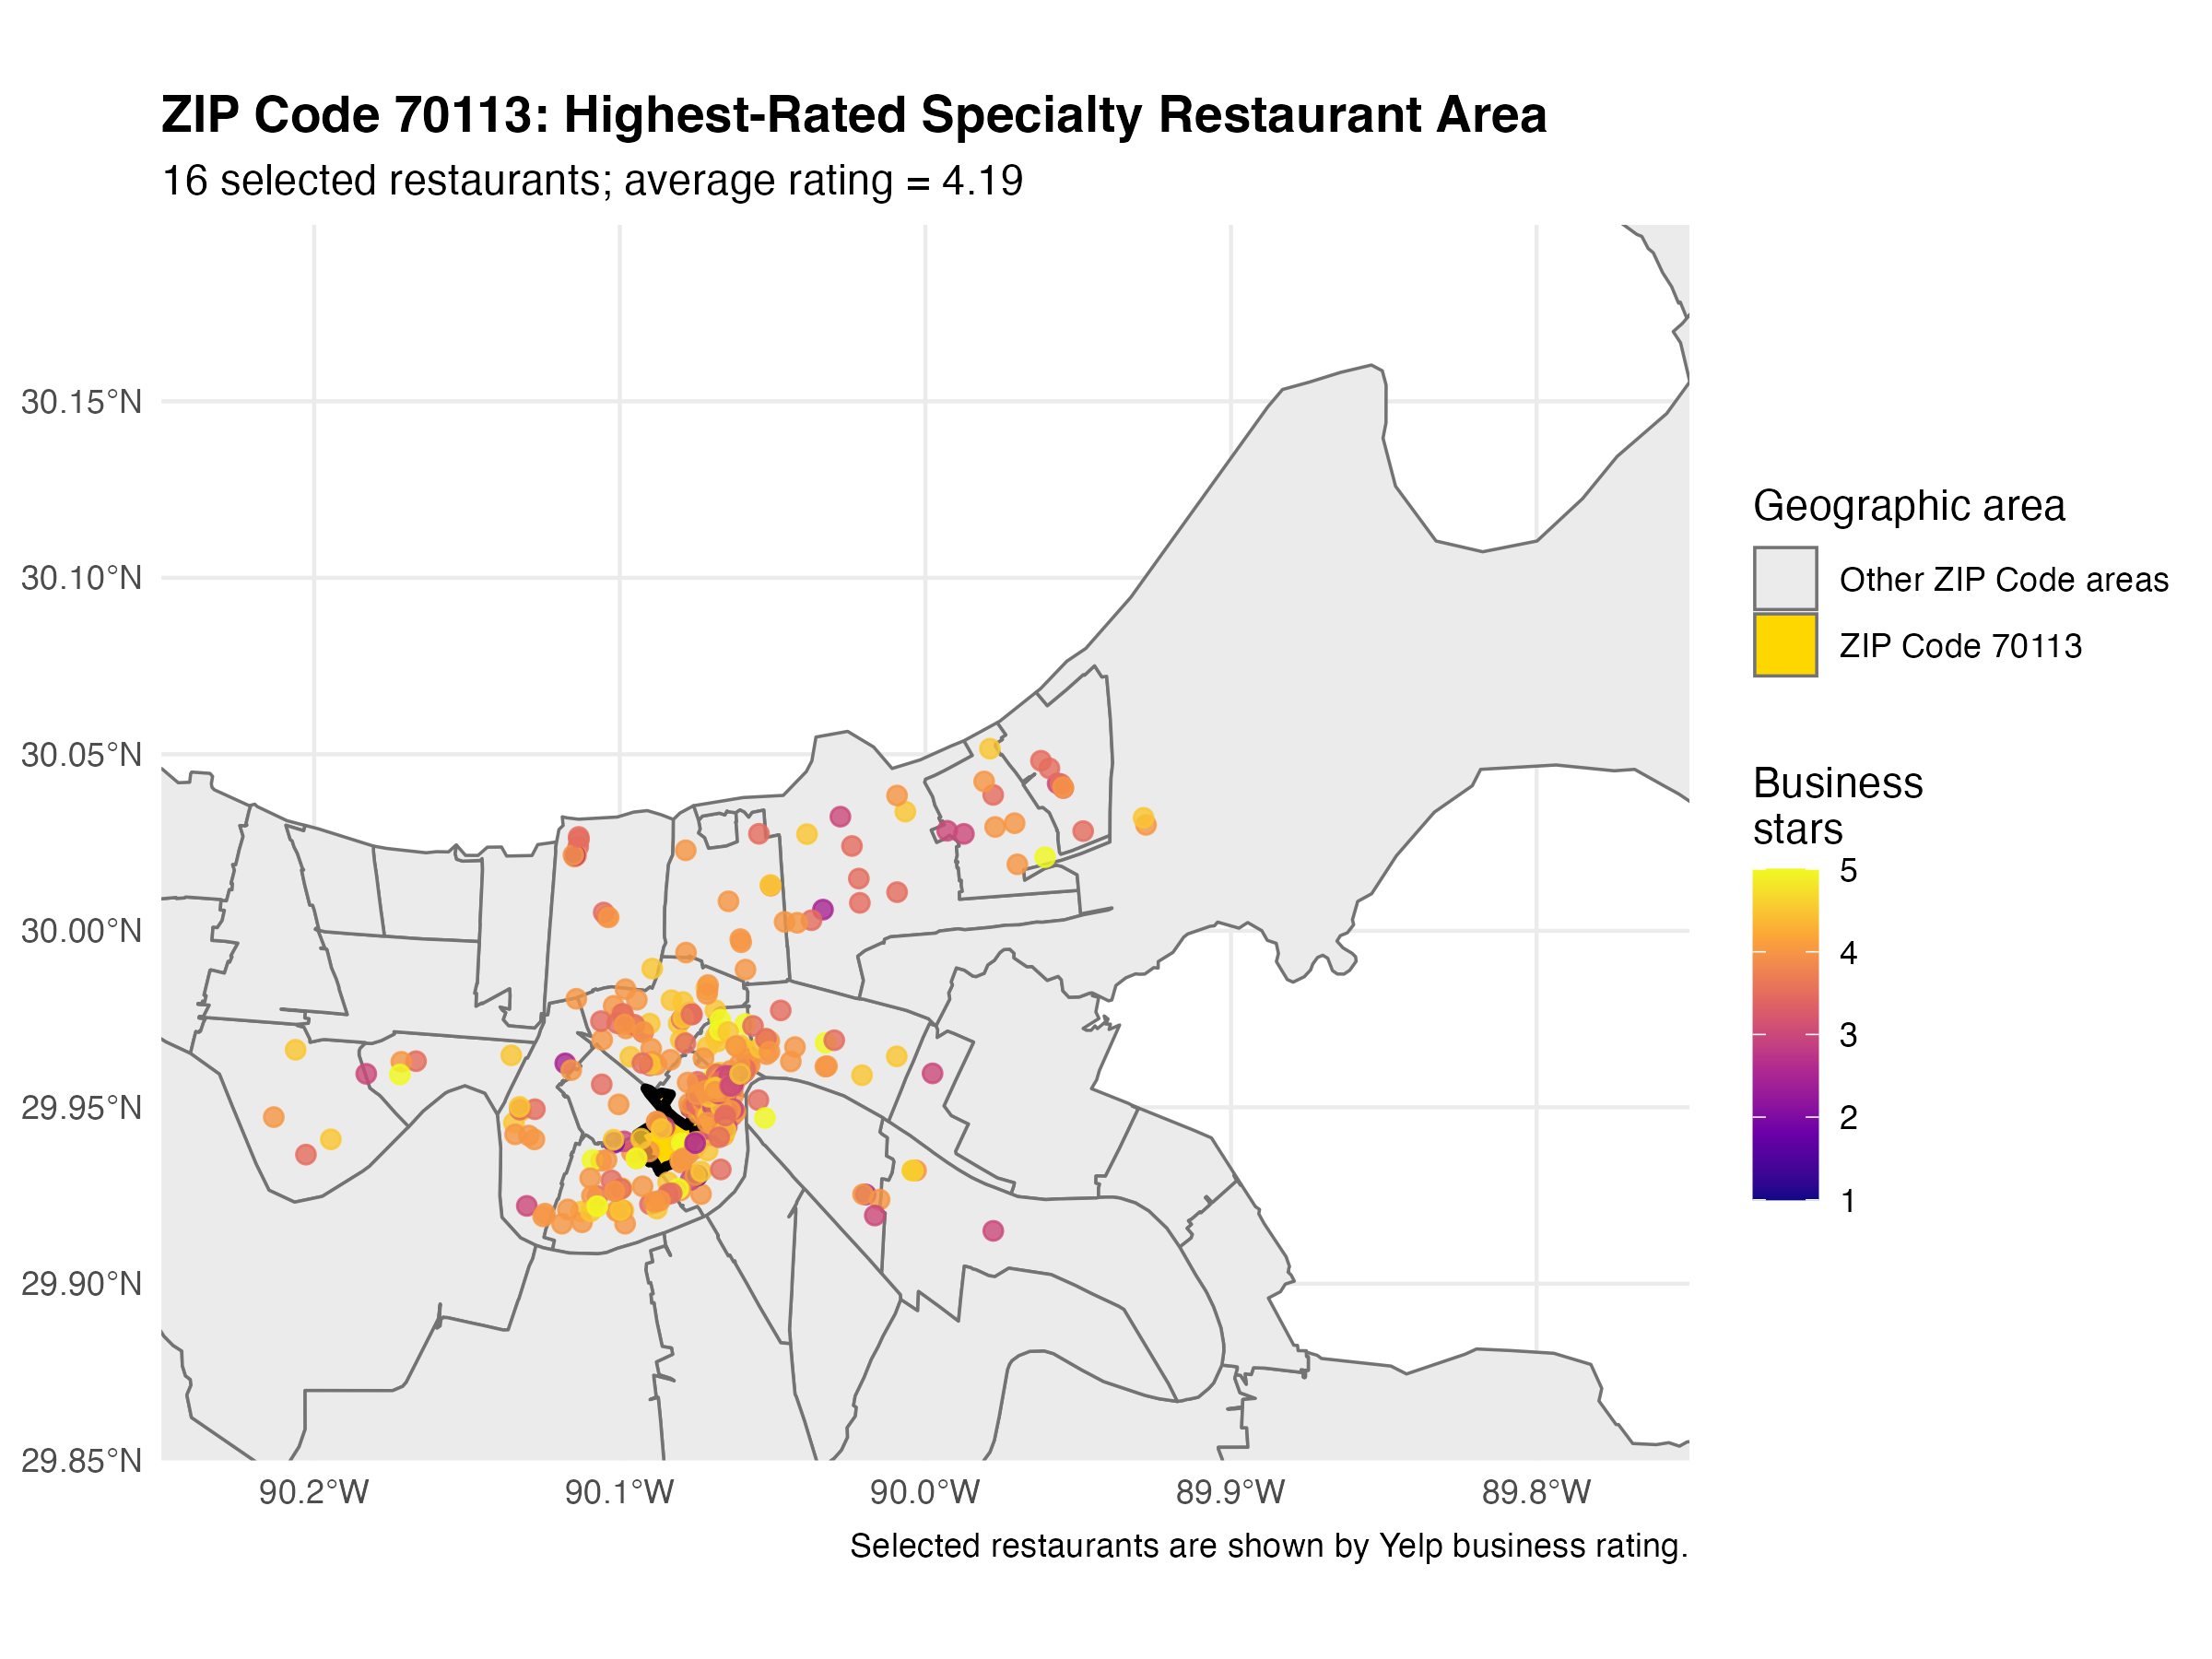 ZIP Code 70113: Highest-Rated Specialty Restaurant Area
16 selected restaurants; average rating = 4.19
30.15°N
30.10°N
30.05°N
30.00°N
29.95°N
29.90°N
29.85°N
90.2°W
90.1°W
90.0°W
89.9°W
89.8°W
Geographic area
Other ZIP Code areas
ZIP Code 70113
Business
stars
5
4
3
2
1
Selected restaurants are shown by Yelp business rating.